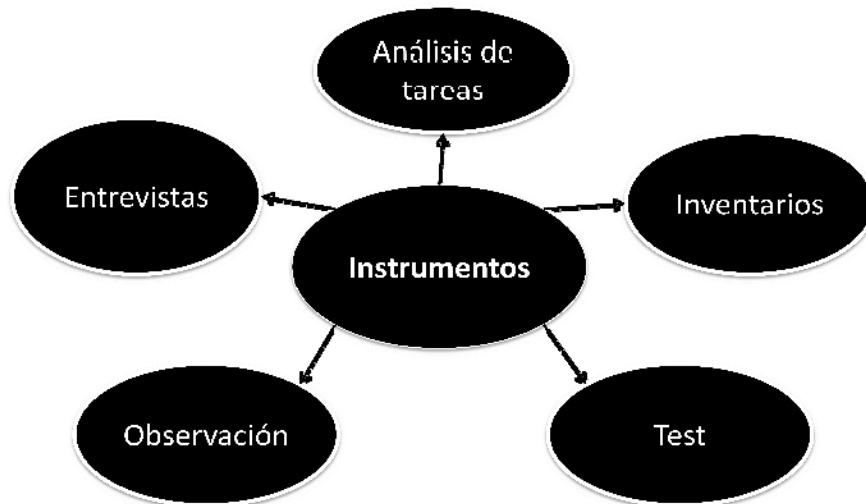 Análisis de
tareas
Entrevistas
Inventarios
Instrumentos
Observación
Test